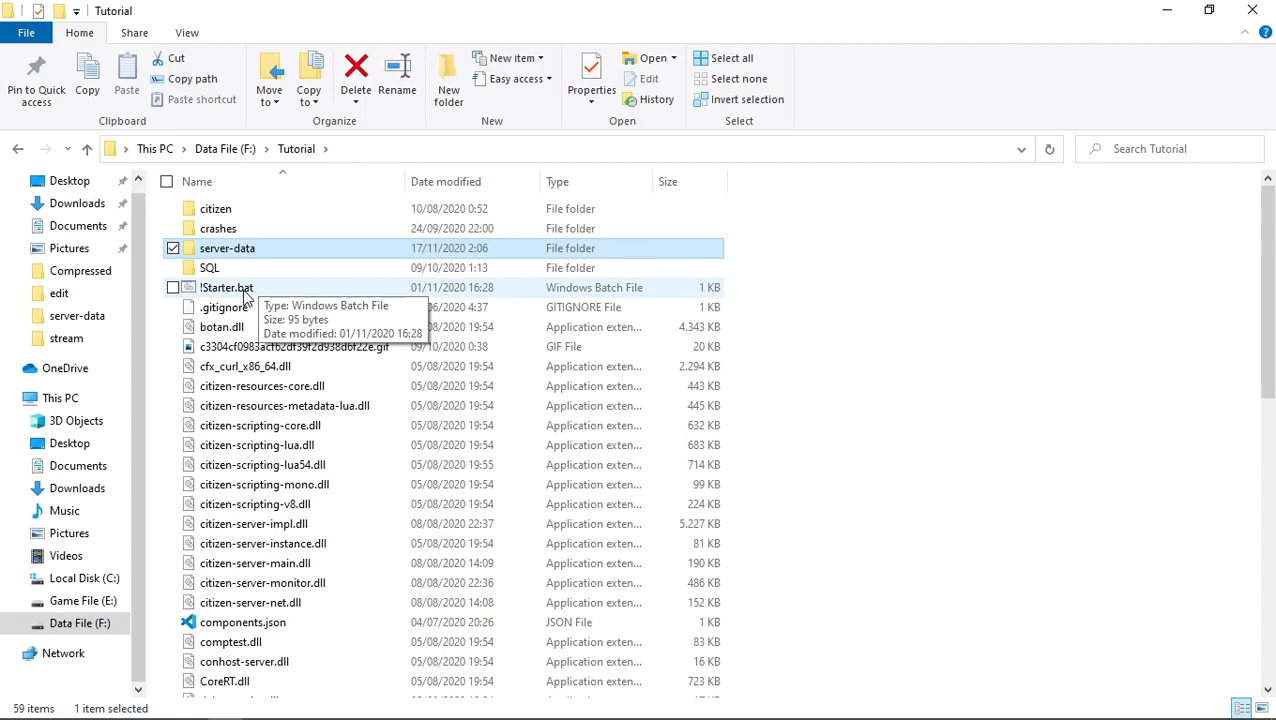 Tutorial
File Home Share View
Pin to Quick access
Copy
Paste
Cut
Copy path
Paste shortcut
Clipboard
Move to
Copy to
Delete
Rename
Organize
New folder
New item
Easy access
New
Properties
Open
Edit
History
Open
Select all
Select none
Invert selection
Select
This PC Data File (F:) Tutorial
Search Tutorial
Desktop
Downloads
Documents
Pictures
Compressed
edit
server-data
stream
OneDrive
This PC
3D Objects
Desktop
Documents
Downloads
Music
Pictures
Videos
Local Disk (C:)
Game File (E:)
Data File (F:)
Network
Name Date modified Type Size
citizen 10/08/2020 0:52 File folder
crashes 24/09/2020 22:00 File folder
server-data 17/11/2020 2:06 File folder
SQL 09/10/2020 1:13 File folder
!Starter.bat 01/11/2020 16:28 Windows Batch File 1 KB
Type: Windows Batch File
Size: 95 bytes
Date modified: 01/11/2020 16:28
.gitignore 6/2020 4:37 GITIGNORE File 1 KB
botan.dll 8/2020 19:54 Application exten... 4.343 KB
c3304cf0983acf62df39f2d938d6f22e.gif 09/10/2020 0:38 GIF File 20 KB
cfx_curl_x86_64.dll 05/08/2020 19:54 Application exten... 2.294 KB
citizen-resources-core.dll 05/08/2020 19:54 Application exten... 443 KB
citizen-resources-metadata-lua.dll 05/08/2020 19:54 Application exten... 445 KB
citizen-scripting-core.dll 05/08/2020 19:54 Application exten... 632 KB
citizen-scripting-lua.dll 05/08/2020 19:54 Application exten... 683 KB
citizen-scripting-lua54.dll 05/08/2020 19:55 Application exten... 714 KB
citizen-scripting-mono.dll 05/08/2020 19:54 Application exten... 99 KB
citizen-scripting-v8.dll 05/08/2020 19:54 Application exten... 224 KB
citizen-server-impl.dll 08/08/2020 22:37 Application exten... 5.227 KB
citizen-server-instance.dll 05/08/2020 19:54 Application exten... 81 KB
citizen-server-main.dll 08/08/2020 14:09 Application exten... 190 KB
citizen-server-monitor.dll 08/08/2020 22:36 Application exten... 486 KB
citizen-server-net.dll 08/08/2020 14:08 Application exten... 152 KB
components.json 04/07/2020 20:26 JSON File 1 KB
comptest.dll 05/08/2020 19:54 Application exten... 83 KB
conhost-server.dll 05/08/2020 19:54 Application exten... 16 KB
CoreRT.dll 05/08/2020 19:54 Application exten... 723 KB
59 items 1 item selected